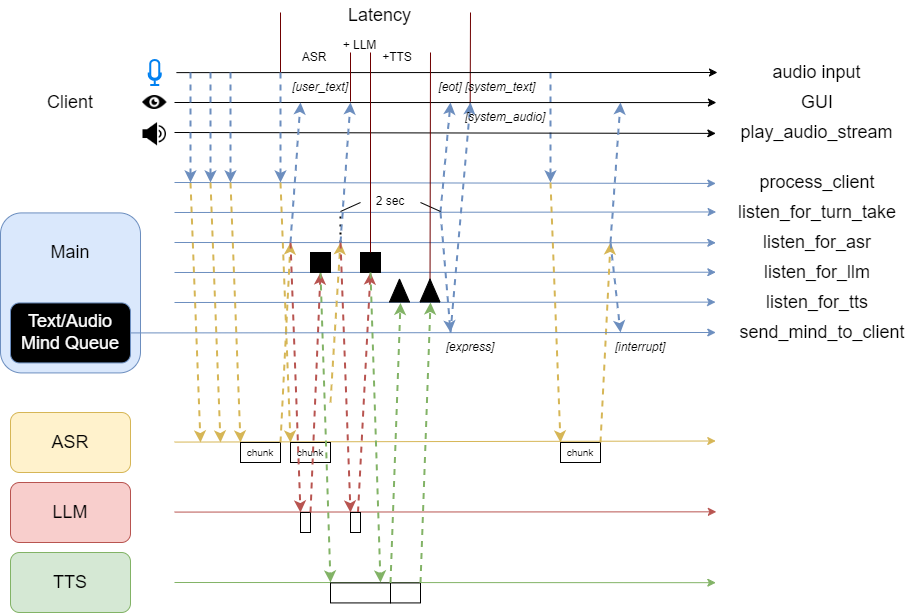 Latency
+ LLM
ASR
+TTS
[user_text]
[eot] [system_text]
audio input
Client
GUI
[system_audio]
play_audio_stream
process_client
2 sec
listen_for_turn_take
Main
listen_for_asr
listen_for_llm
listen_for_tts
Text/Audio
Mind Queue
send_mind_to_client
[express]
[interrupt]
ASR
chunk
chunk
chunk
LLM
TTS